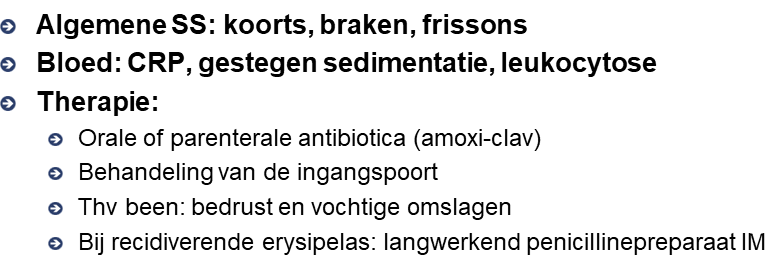 Algemene SS: koorts, braken, frissons
Bloed: CRP, gestegen sedimentatie, leukocytose
Therapie:
Orale of parenterale antibiotica (amoxi-clav)
Behandeling van de ingangspoort
Thv been: bedrust en vochtige omslagen
Bij recidiverende erysipelas: langwerkend penicillinepreparaat IM